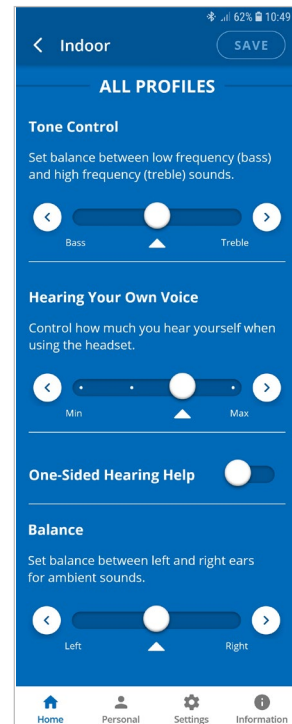 62% 10:49
Indoor SAVE
ALL PROFILES
Tone Control
Set balance between low frequency (bass)
and high frequency (treble) sounds.
Bass Treble
Hearing Your Own Voice
Control how much you hear yourself when
using the headset.
Min Max
One-Sided Hearing Help
Balance
Set balance between left and right ears
for ambient sounds.
Left Right
Home Personal Settings Information